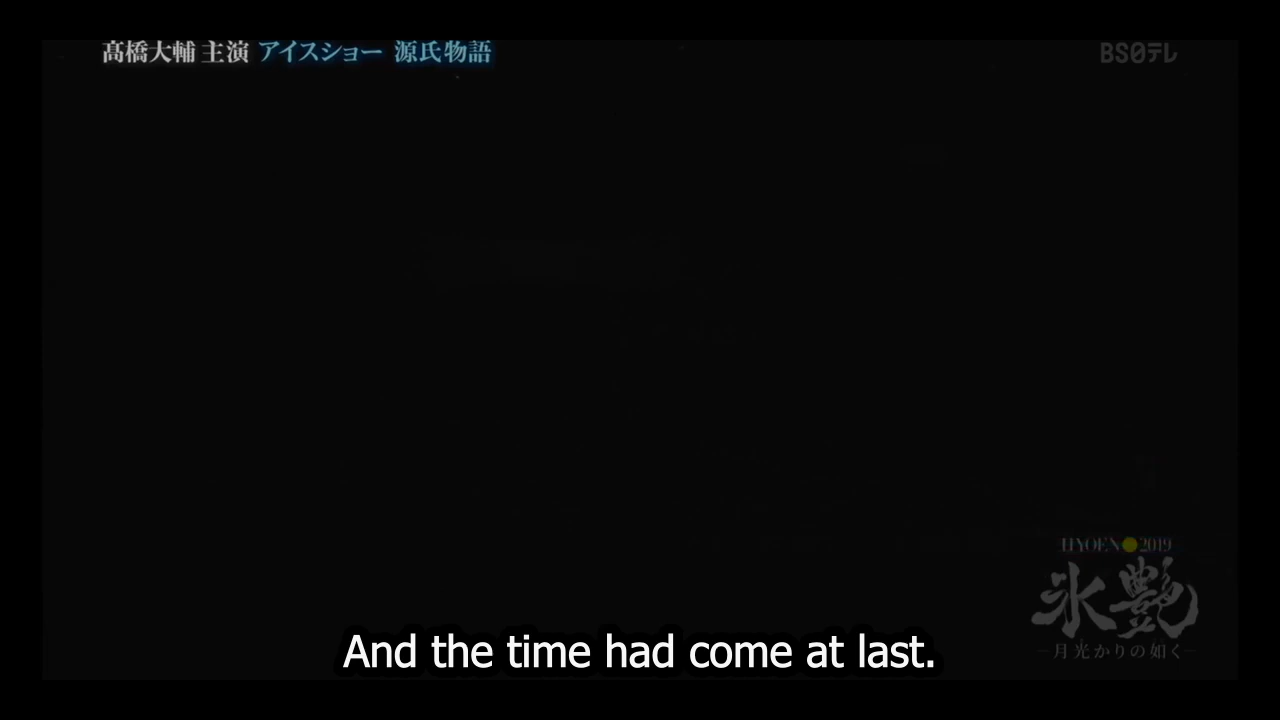 髙橋大輔 主演 アイスショー 源氏物語
BS日テレ
HYOEN 2019
氷艶
－月光かりの如く－
And the time had come at last.